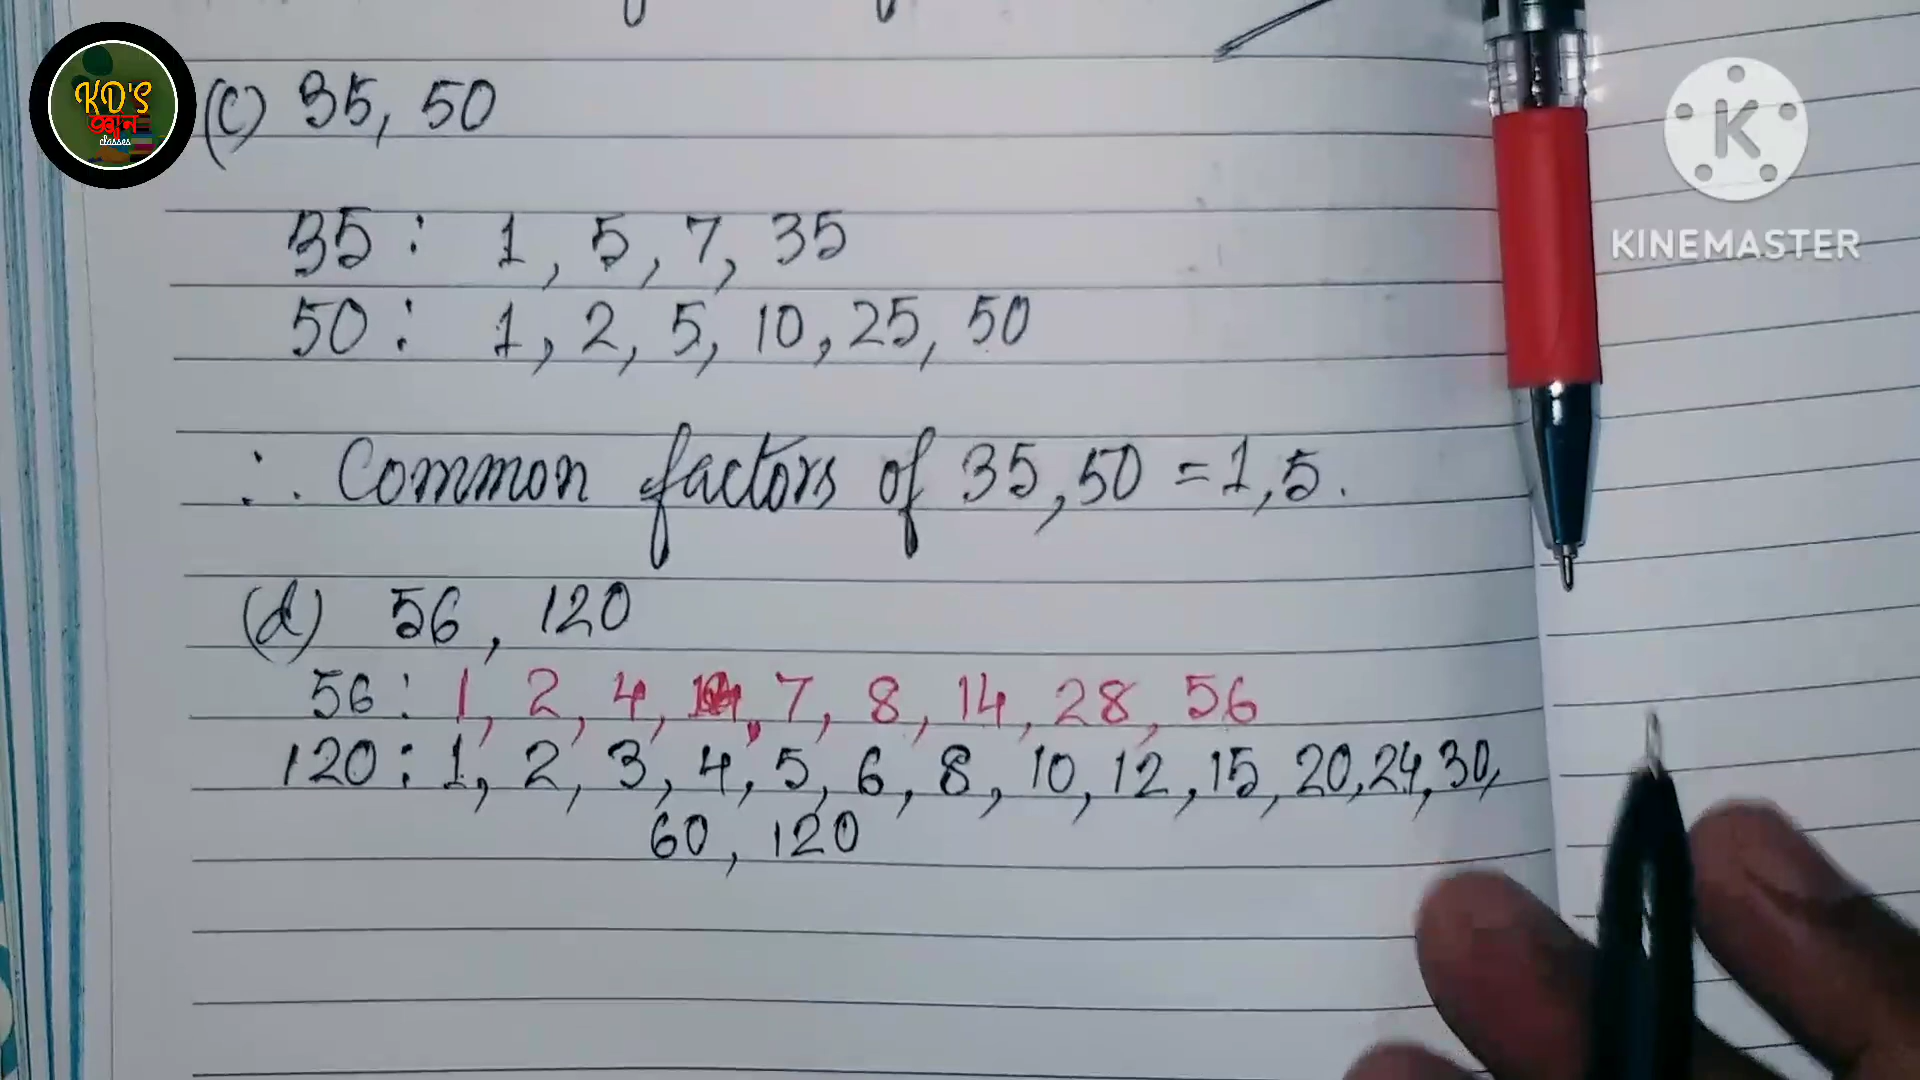 KD'S
জ্ঞান
classes
(c) 35, 50
35 : 1, 5, 7, 35
50 : 1, 2, 5, 10, 25, 50
∴ Common factors of 35, 50 = 1, 5.
(d) 56, 120
56 : 1, 2, 4, 7, 8, 14, 28, 56
120 : 1, 2, 3, 4, 5, 6, 8, 10, 12, 15, 20, 24, 30,
60, 120
K
KINEMASTER